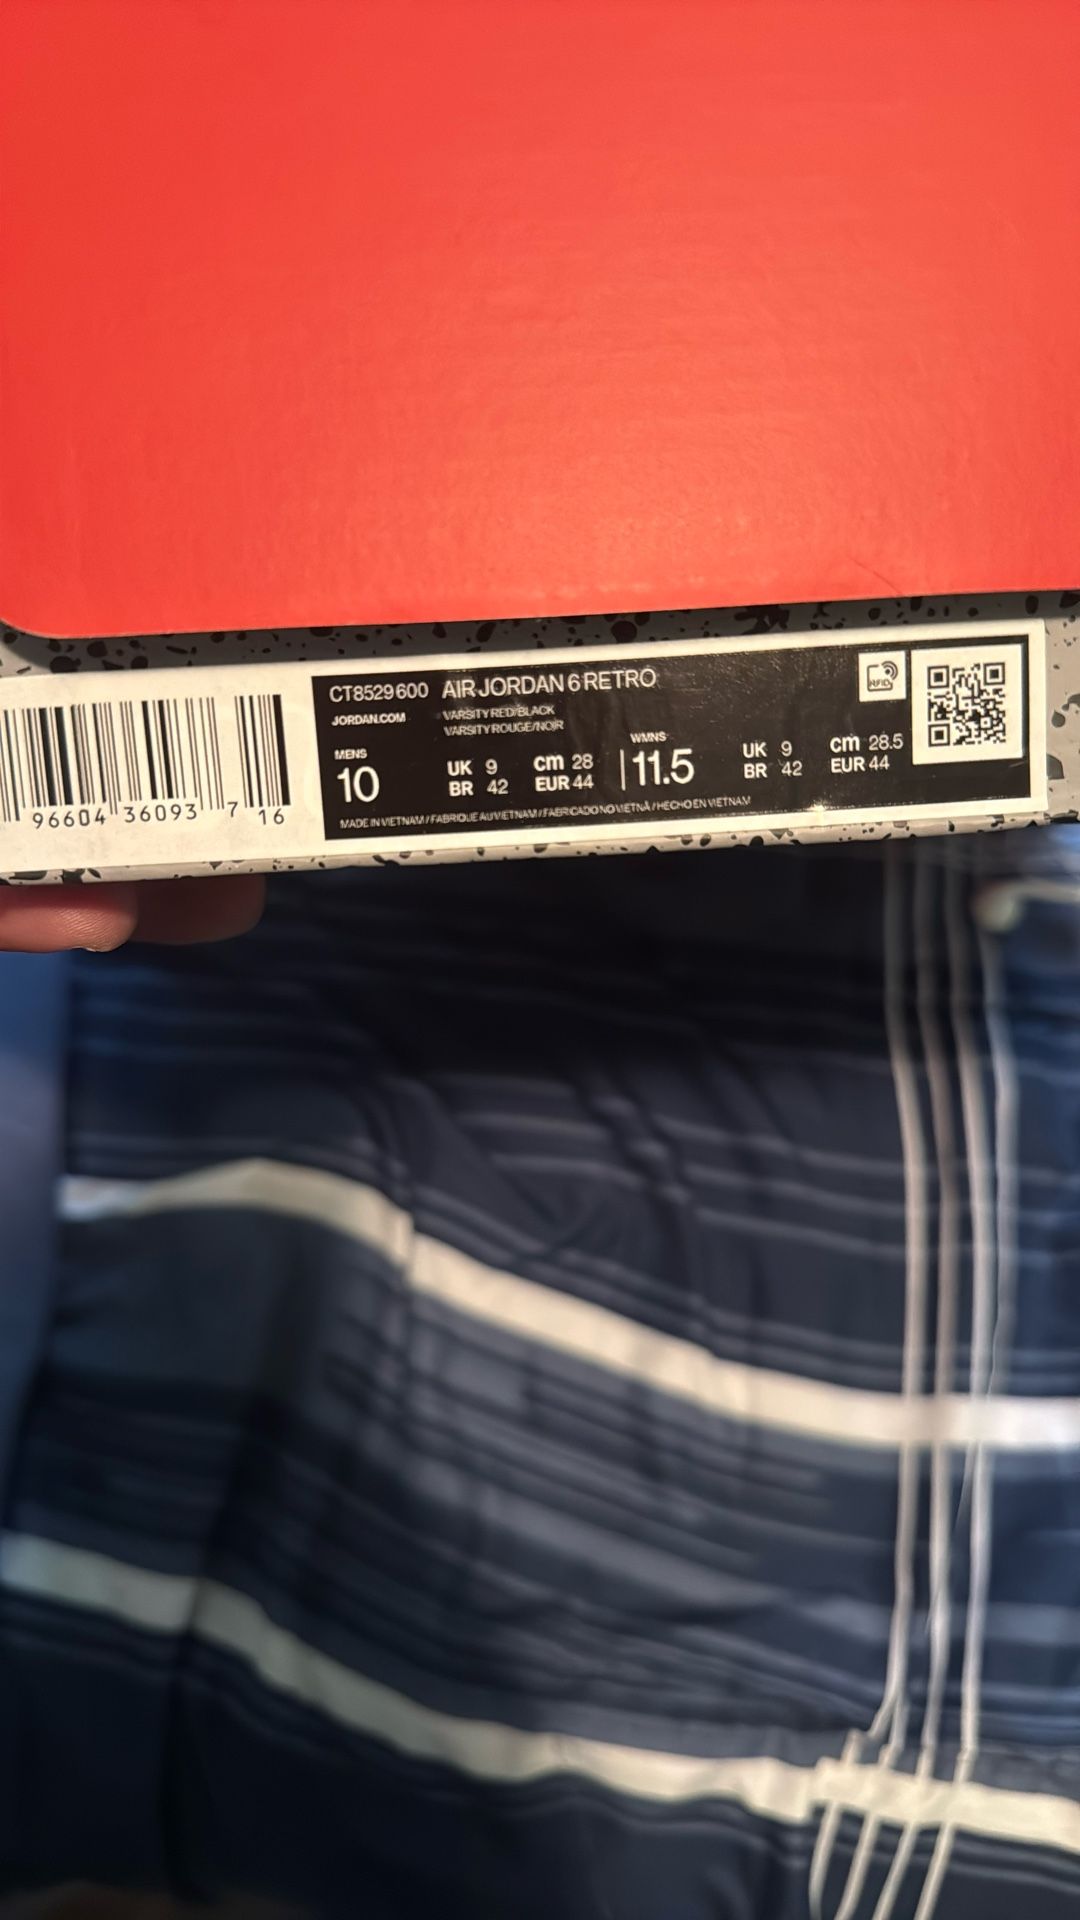 CT8529 600 AIR JORDAN 6 RETRO
JORDAN.COM
VARSITY RED/BLACK
VARSITY ROUGE/NOIR
MENS
10
UK 9
BR 42
cm 28
EUR 44
WMNS
11.5
UK 9
BR 42
cm 28.5
EUR 44
RFID
MADE IN VIETNAM / FABRIQUE AU VIETNAM / FABRICADO NO VIETNÃ / HECHO EN VIETNAM
96604 36093 7 16